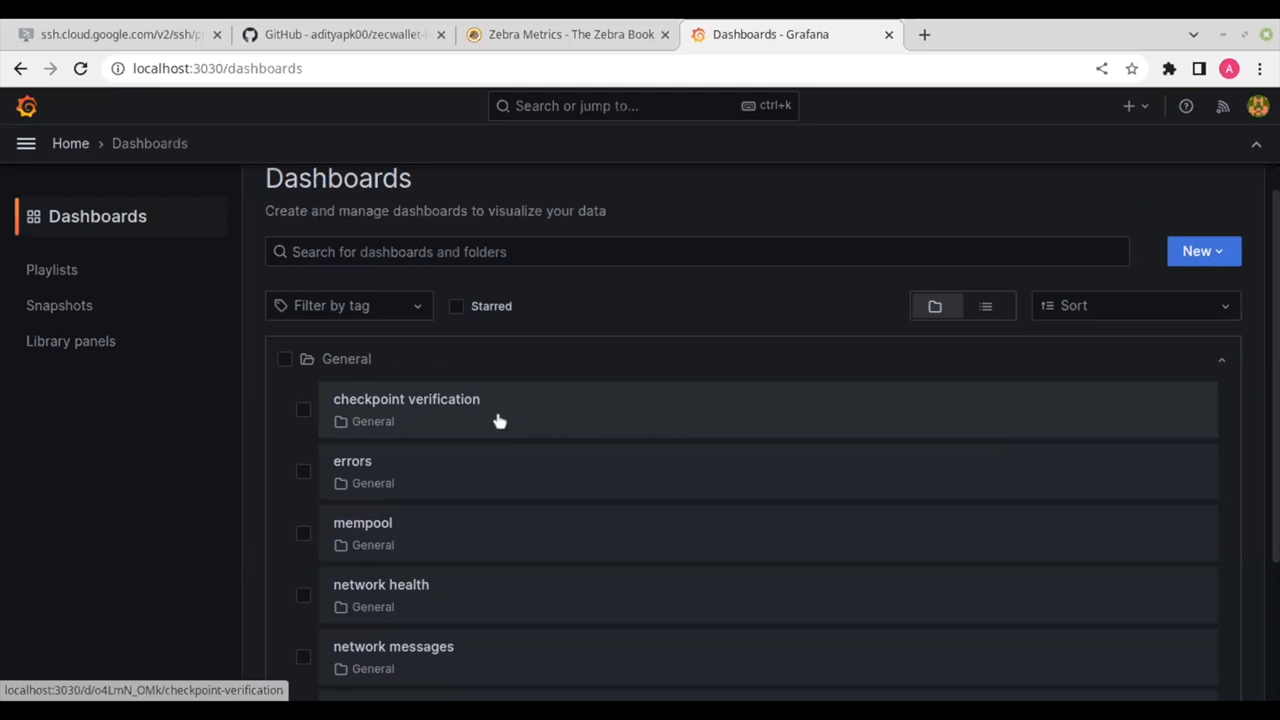 ssh.cloud.google.com/v2/ssh/p
GitHub - adityapk00/zecwallet-l
Zebra Metrics - The Zebra Book
Dashboards - Grafana
localhost:3030/dashboards
A
Search or jump to...
ctrl+k
Home › Dashboards
Dashboards
Dashboards
Create and manage dashboards to visualize your data
Playlists
Snapshots
Library panels
Search for dashboards and folders
New
Filter by tag
Starred
Sort
General
checkpoint verification
General
errors
General
mempool
General
network health
General
network messages
General
localhost:3030/d/o4LmN_OMk/checkpoint-verification